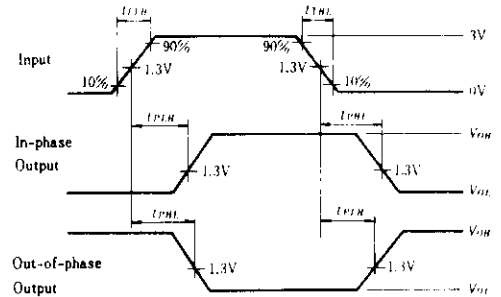 tTLH tTHL
90% 90% 3V
Input 1.3V 1.3V
10% 10% 0V
tPLH tPHL VOH
In-phase
Output 1.3V 1.3V
VOL
tPHL tPLH VOH
Out-of-phase 1.3V 1.3V
Output VOL